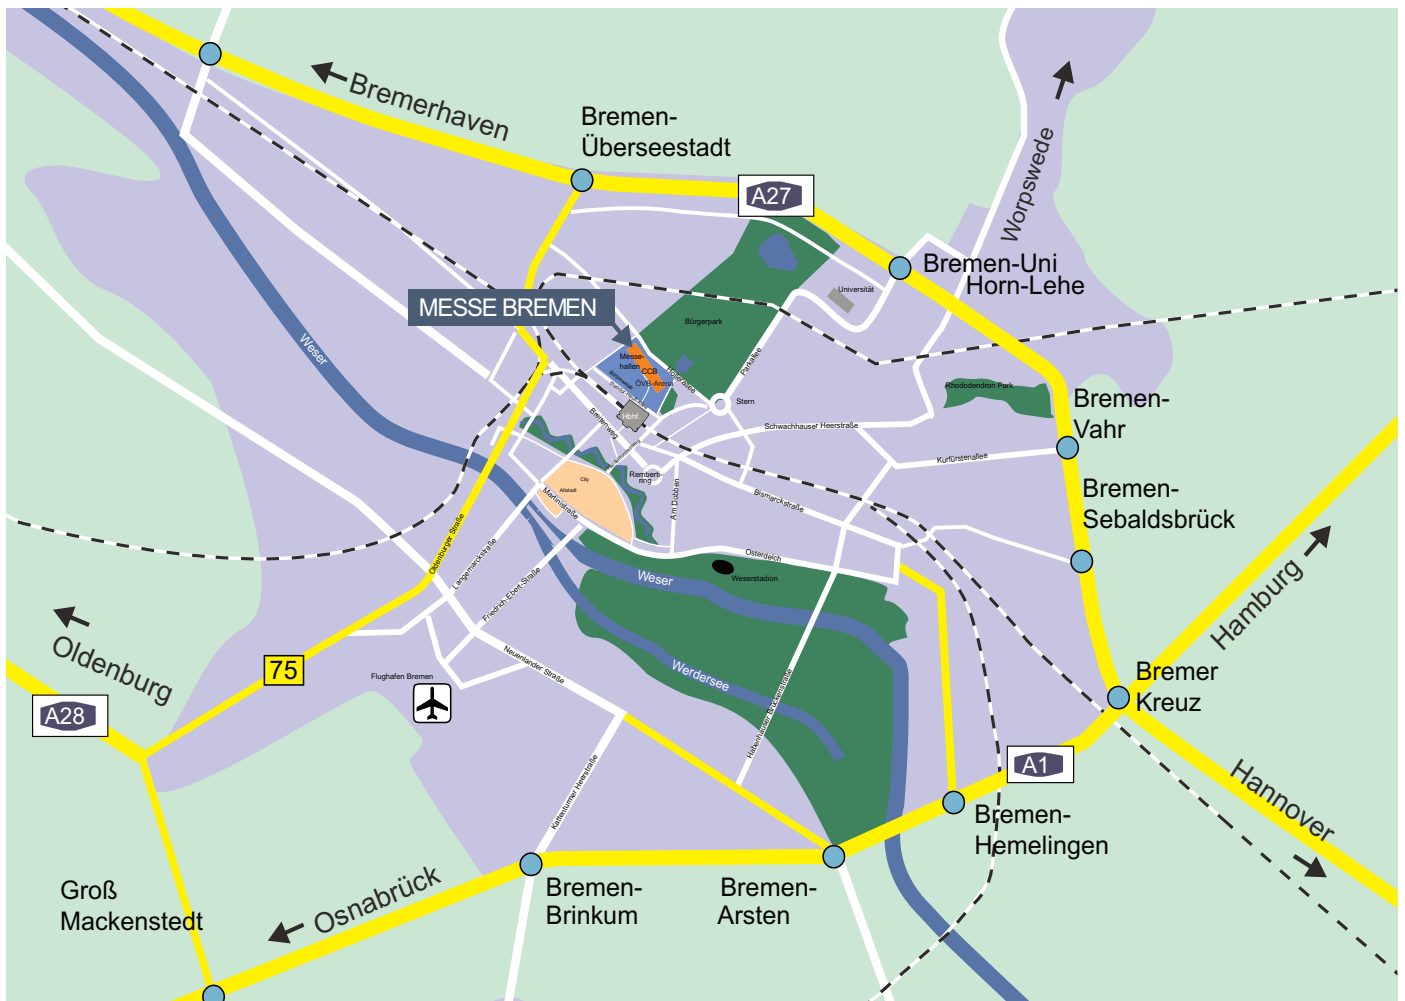 Bremerhaven
Bremen-
Überseestadt
A27
Worpswede
Bremen-Uni
Horn-Lehe
MESSE BREMEN
Universität
Bürgerpark
Weser
Messe-
hallen
CCB
ÖVB-Arena
Hollerallee
Parkallee
Stern
Hbhf.
Breitenweg
Rhododendron Park
Bremen-
Vahr
Schwachhauser Heerstraße
Kurfürstenallee
Rembertiring
City
Altstadt
Martinistraße
Am Dobben
Bismarckstraße
Bremen-
Sebaldsbrück
Oldenburger Straße
Langemarckstraße
Friedrich-Ebert-Straße
Osterdeich
Weser
Weserstadion
Hamburg
Oldenburg
75
A28
Flughafen Bremen
Neuenlander Straße
Werdersee
Habenhauser Brückenstraße
Bremer
Kreuz
A1
Hannover
Kattenturmer Heerstraße
Bremen-
Hemelingen
Groß
Mackenstedt
Osnabrück
Bremen-
Brinkum
Bremen-
Arsten